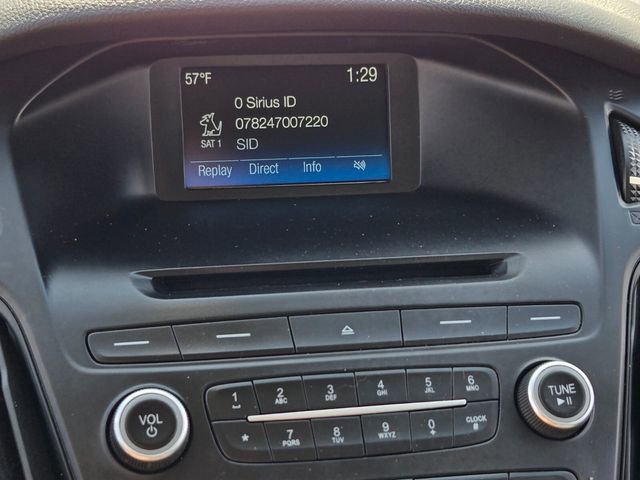 57°F 1:29
0 Sirius ID
078247007220
SAT 1 SID
Replay Direct Info
1 2 ABC 3 DEF 4 GHI 5 JKL 6 MNO
* 7 PQRS 8 TUV 9 WXYZ 0 + CLOCK
VOL
TUNE